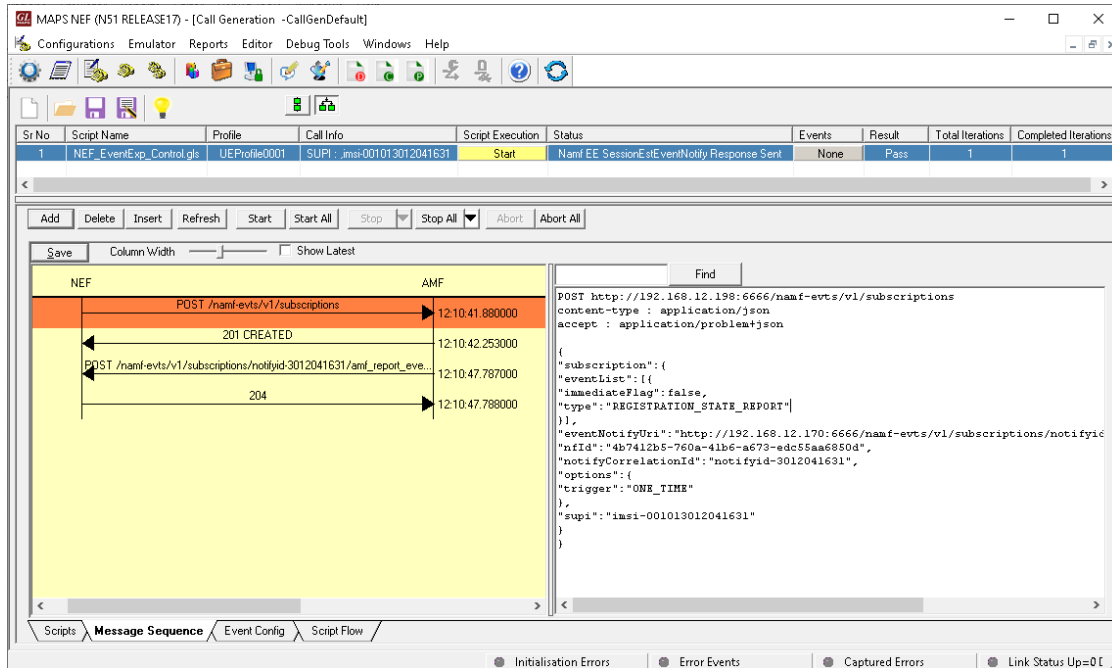 MAPS NEF (N51 RELEASE17) - [Call Generation -CallGenDefault]
Configurations Emulator Reports Editor Debug Tools Windows Help
Sr No Script Name Profile Call Info Script Execution Status Events Result Total Iterations Completed Iterations
1 NEF_EventExp_Control.gls UEProfile0001 SUPI : ,imsi-001013012041631 Start Namf EE SessionEstEventNotify Response Sent None Pass 1 1
Add Delete Insert Refresh Start Start All Stop Stop All Abort Abort All
Save Column Width Show Latest
Find
NEF AMF
POST /namf-evts/v1/subscriptions
12:10:41.880000
201 CREATED
12:10:42.253000
POST /namf-evts/v1/subscriptions/notifyid-3012041631/amf_report_eve...
12:10:47.787000
204
12:10:47.788000
POST http://192.168.12.198:6666/namf-evts/v1/subscriptions
content-type : application/json
accept : application/problem+json
{
"subscription":{
"eventList":[{
"immediateFlag":false,
"type":"REGISTRATION_STATE_REPORT"
}],
"eventNotifyUri":"http://192.168.12.170:6666/namf-evts/v1/subscriptions/notifyid
"nfId":"4b7412b5-760a-41b6-a673-edc55aa6850d",
"notifyCorrelationId":"notifyid-3012041631",
"options":{
"trigger":"ONE_TIME"
},
"supi":"imsi-001013012041631"
}
}
Scripts Message Sequence Event Config Script Flow
Initialisation Errors Error Events Captured Errors Link Status Up=0 [